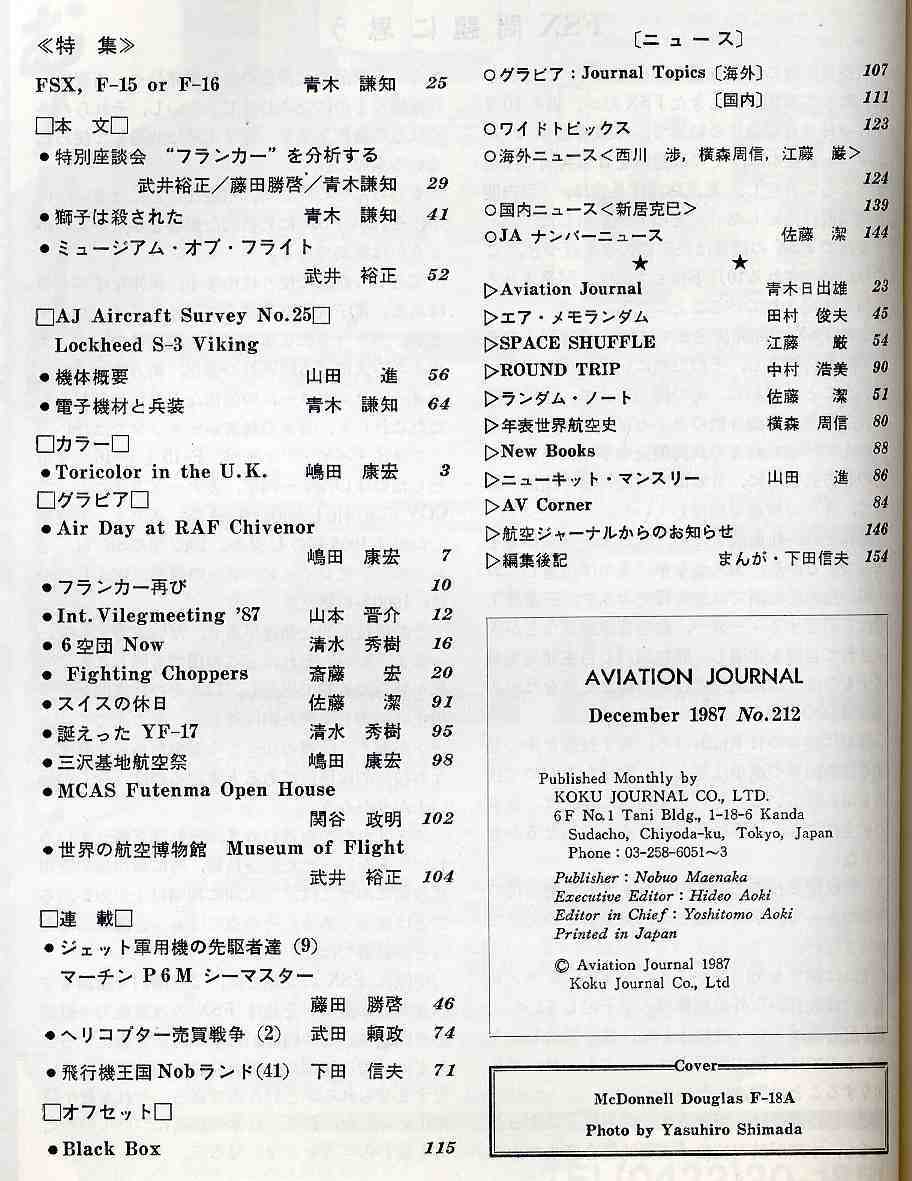 ≪特 集≫
FSX, F-15 or F-16 青木 謙知 25
□本 文□
●特別座談会 “フランカー”を分析する
武井裕正／藤田勝啓／青木謙知 29
●獅子は殺された 青木 謙知 41
●ミュージアム・オブ・フライト
武井 裕正 52
□AJ Aircraft Survey No.25□
Lockheed S-3 Viking
●機体概要 山田 進 56
●電子機材と兵装 青木 謙知 64
□カラー□
●Toricolor in the U.K. 嶋田 康宏 3
□グラビア□
●Air Day at RAF Chivenor
嶋田 康宏 7
●フランカー再び 10
●Int. Vilegmeeting '87 山本 晋介 12
●6空団 Now 清水 秀樹 16
● Fighting Choppers 斎藤 宏 20
●スイスの休日 佐藤 潔 91
●誕えった YF-17 清水 秀樹 95
●三沢基地航空祭 嶋田 康宏 98
●MCAS Futenma Open House
関谷 政明 102
●世界の航空博物館 Museum of Flight
武井 裕正 104
□連 載□
●ジェット軍用機の先駆者達 (9)
マーチン P6M シーマスター
藤田 勝啓 46
●ヘリコプター売買戦争 (2) 武田 頼政 74
●飛行機王国Nobランド(41) 下田 信夫 71
□オフセット□
●Black Box 115
〔ニュース〕
○グラビア：Journal Topics〔海外〕 107
〔国内〕 111
○ワイドトピックス 123
○海外ニュース＜西川 渉，横森周信，江藤 巌＞
124
○国内ニュース＜新居克巳＞ 139
○JA ナンバーニュース 佐藤 潔 144
★ ★
▷Aviation Journal 青木日出雄 23
▷エア・メモランダム 田村 俊夫 45
▷SPACE SHUFFLE 江藤 巌 54
▷ROUND TRIP 中村 浩美 90
▷ランダム・ノート 佐藤 潔 51
▷年表世界航空史 横森 周信 80
▷New Books 88
▷ニューキット・マンスリー 山田 進 86
▷AV Corner 84
▷航空ジャーナルからのお知らせ 146
▷編集後記 まんが・下田信夫 154
AVIATION JOURNAL
December 1987 No.212
Published Monthly by
KOKU JOURNAL CO., LTD.
6F No.1 Tani Bldg., 1-18-6 Kanda
Sudacho, Chiyoda-ku, Tokyo, Japan
Phone : 03-258-6051～3
Publisher : Nobuo Maenaka
Executive Editor : Hideo Aoki
Editor in Chief : Yoshitomo Aoki
Printed in Japan
© Aviation Journal 1987
Koku Journal Co., Ltd
Cover
McDonnell Douglas F-18A
Photo by Yasuhiro Shimada